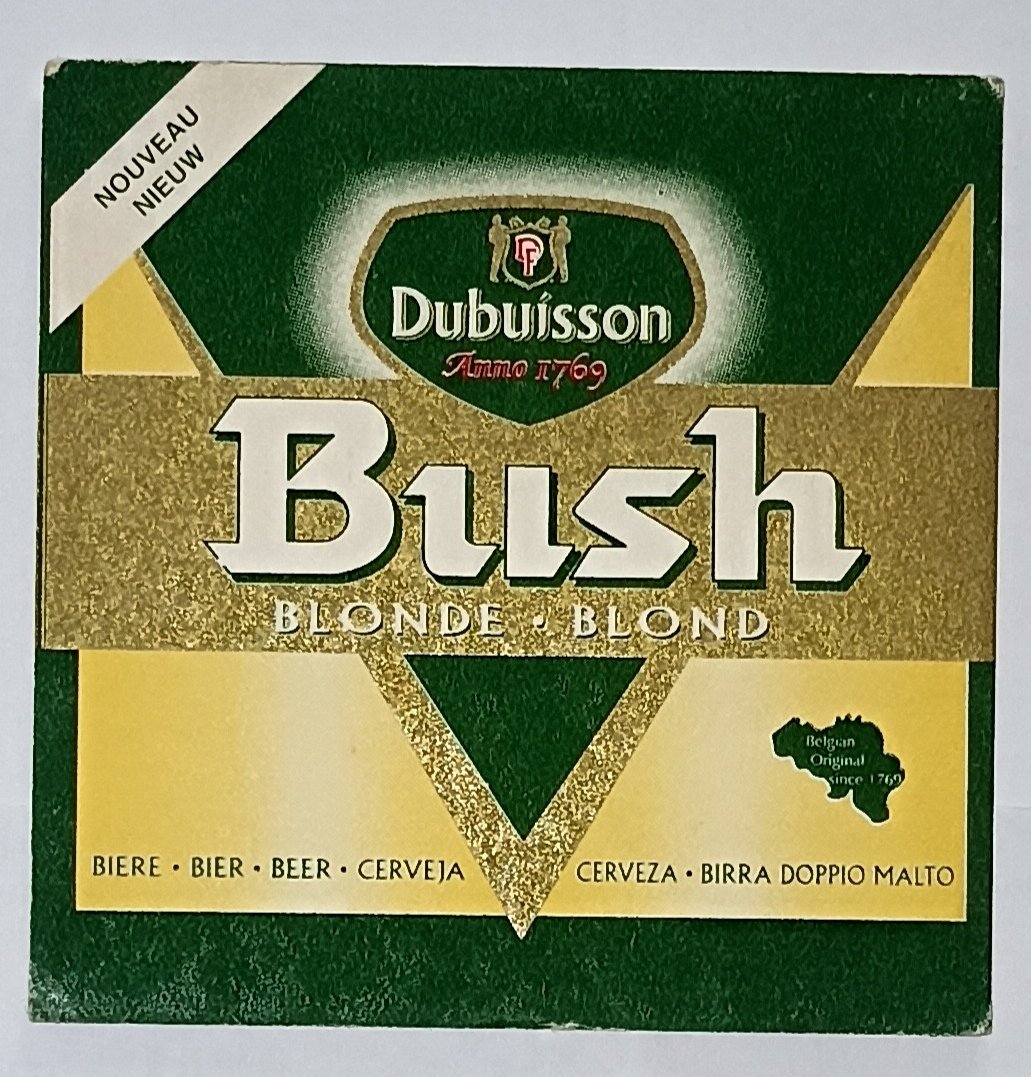 NOUVEAU
NIEUW
DF
Dubuisson
Anno 1769
Bush
BLONDE • BLOND
Belgian
Original
since 1769
BIERE • BIER • BEER • CERVEJA
CERVEZA • BIRRA DOPPIO MALTO